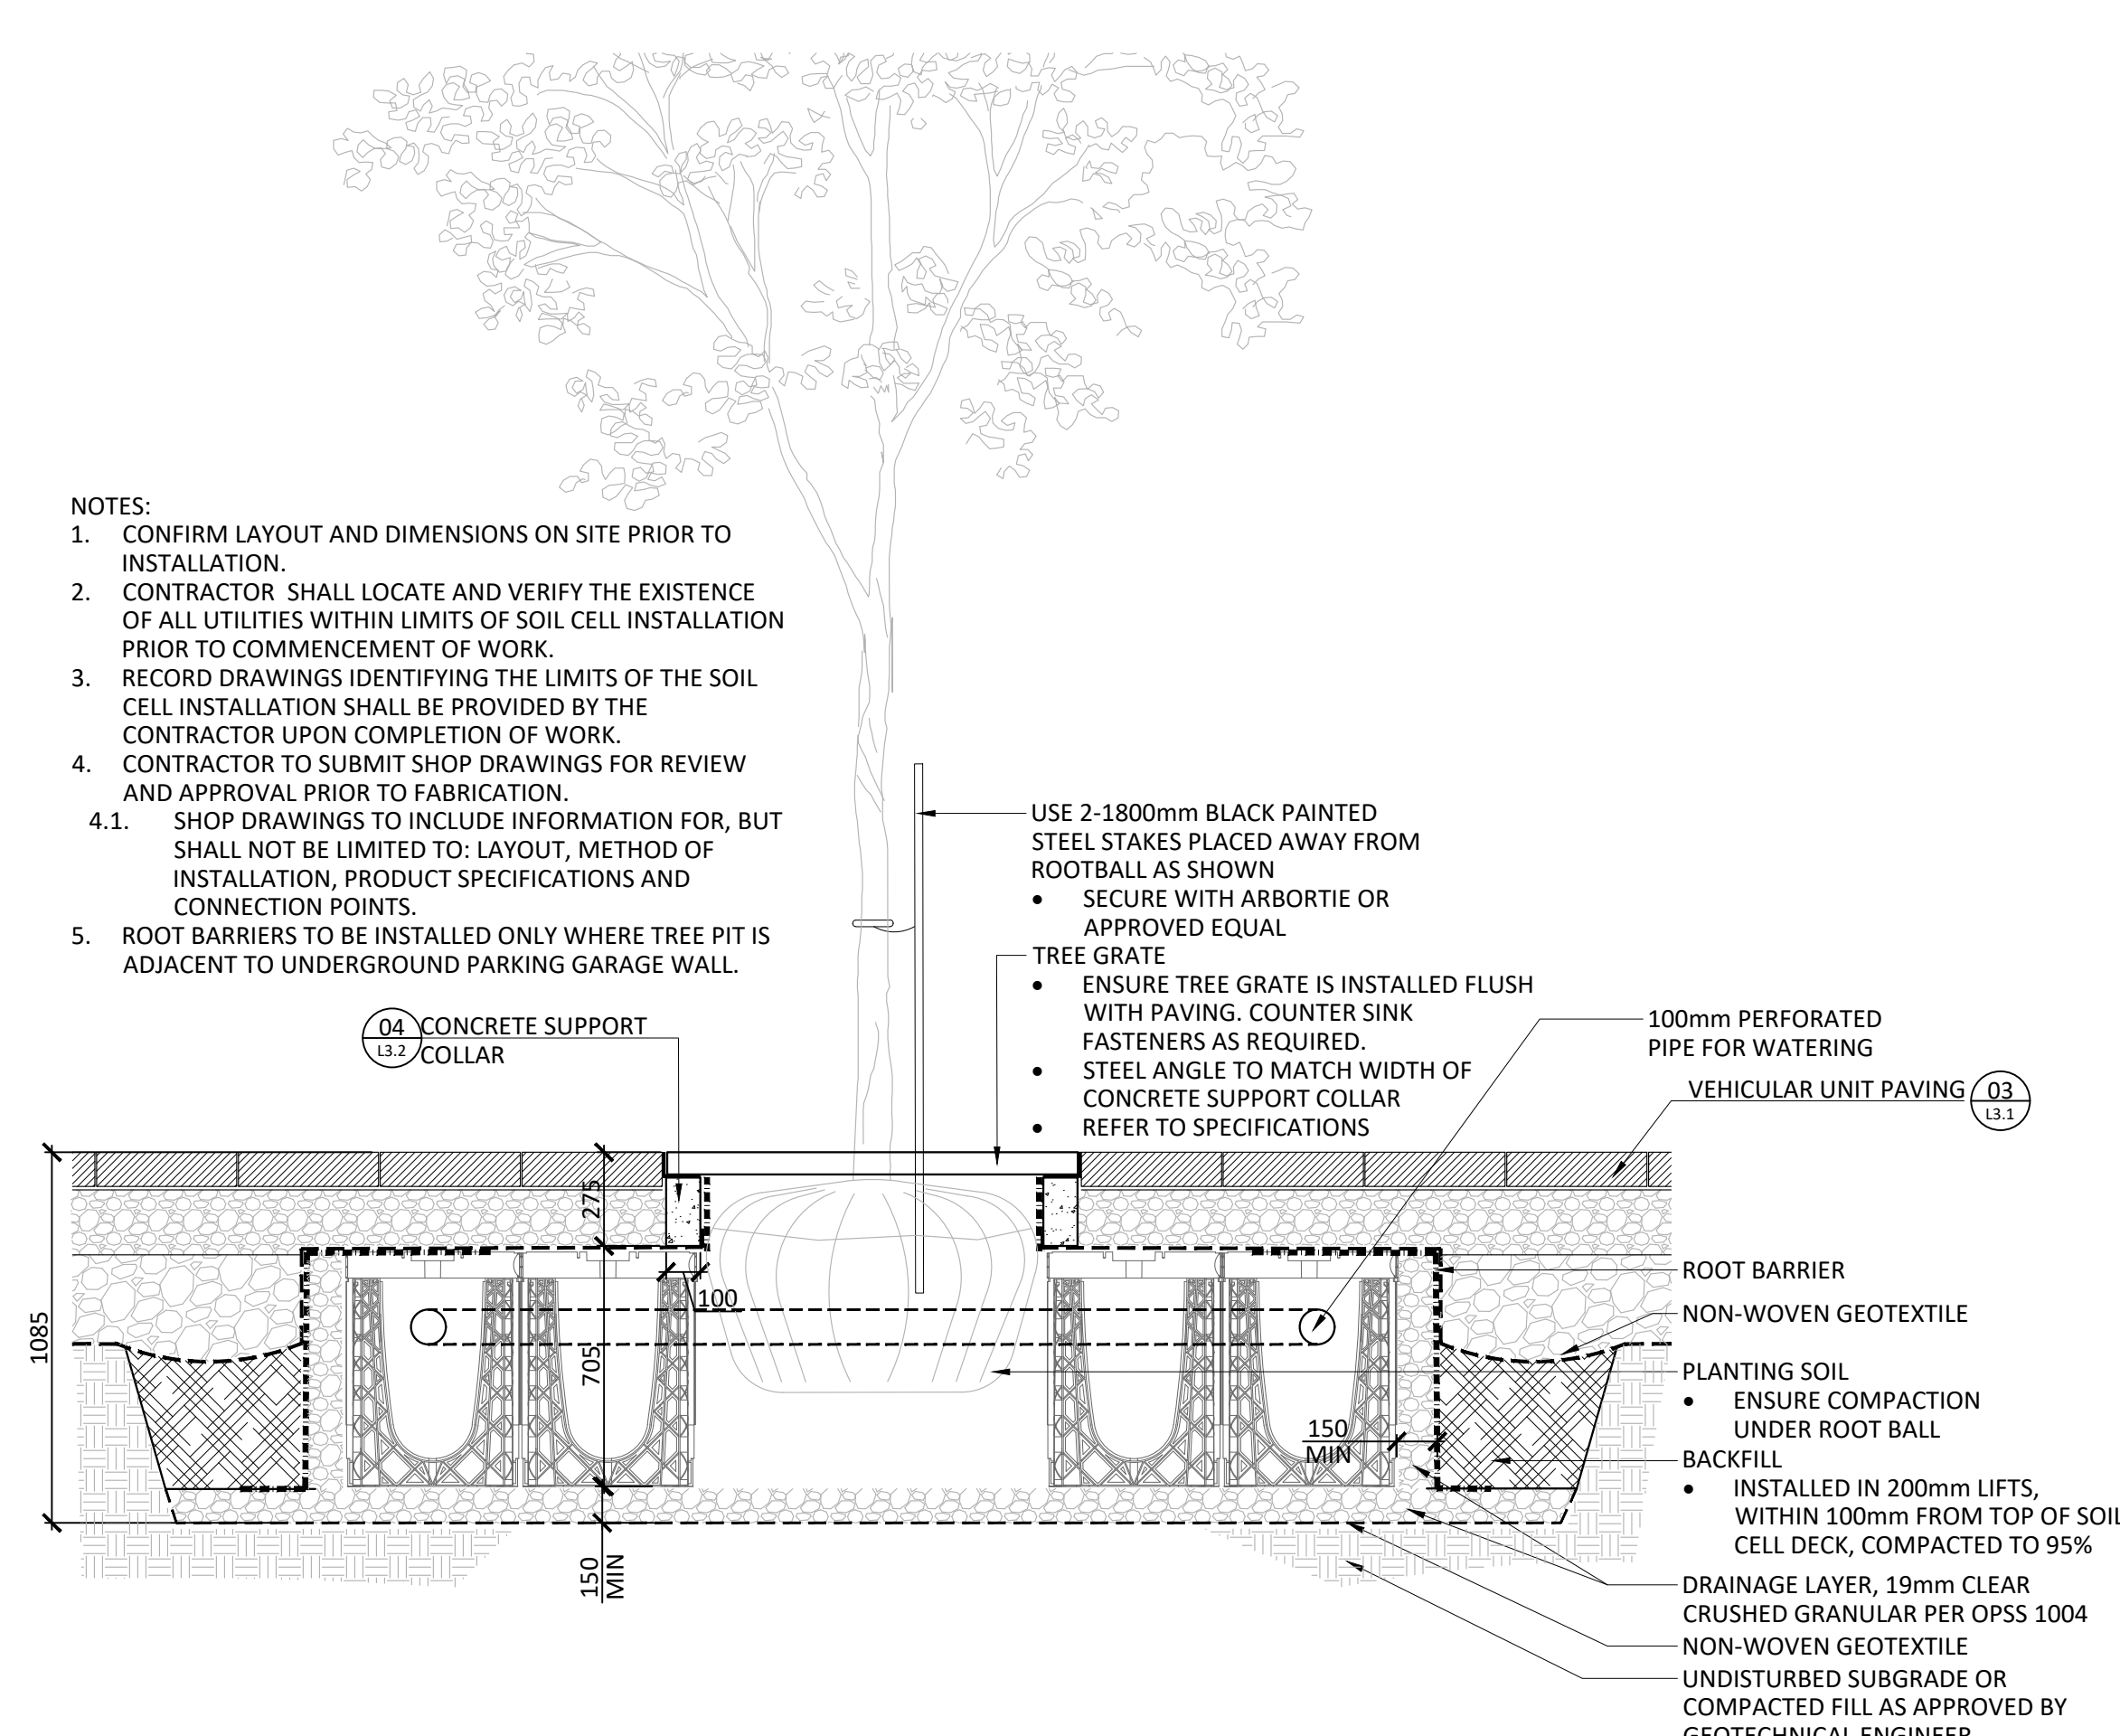 NOTES:
1. CONFIRM LAYOUT AND DIMENSIONS ON SITE PRIOR TO
INSTALLATION.
2. CONTRACTOR SHALL LOCATE AND VERIFY THE EXISTENCE
OF ALL UTILITIES WITHIN LIMITS OF SOIL CELL INSTALLATION
PRIOR TO COMMENCEMENT OF WORK.
3. RECORD DRAWINGS IDENTIFYING THE LIMITS OF THE SOIL
CELL INSTALLATION SHALL BE PROVIDED BY THE
CONTRACTOR UPON COMPLETION OF WORK.
4. CONTRACTOR TO SUBMIT SHOP DRAWINGS FOR REVIEW
AND APPROVAL PRIOR TO FABRICATION.
4.1. SHOP DRAWINGS TO INCLUDE INFORMATION FOR, BUT
SHALL NOT BE LIMITED TO: LAYOUT, METHOD OF
INSTALLATION, PRODUCT SPECIFICATIONS AND
CONNECTION POINTS.
5. ROOT BARRIERS TO BE INSTALLED ONLY WHERE TREE PIT IS
ADJACENT TO UNDERGROUND PARKING GARAGE WALL.
04
L3.2
CONCRETE SUPPORT
COLLAR
USE 2-1800mm BLACK PAINTED
STEEL STAKES PLACED AWAY FROM
ROOTBALL AS SHOWN
• SECURE WITH ARBORTIE OR
APPROVED EQUAL
TREE GRATE
• ENSURE TREE GRATE IS INSTALLED FLUSH
WITH PAVING. COUNTER SINK
FASTENERS AS REQUIRED.
• STEEL ANGLE TO MATCH WIDTH OF
CONCRETE SUPPORT COLLAR
• REFER TO SPECIFICATIONS
100mm PERFORATED
PIPE FOR WATERING
VEHICULAR UNIT PAVING
03
L3.1
1085
275
100
705
150
MIN
150
MIN
ROOT BARRIER
NON-WOVEN GEOTEXTILE
PLANTING SOIL
• ENSURE COMPACTION
UNDER ROOT BALL
BACKFILL
• INSTALLED IN 200mm LIFTS,
WITHIN 100mm FROM TOP OF SOIL
CELL DECK, COMPACTED TO 95%
DRAINAGE LAYER, 19mm CLEAR
CRUSHED GRANULAR PER OPSS 1004
NON-WOVEN GEOTEXTILE
UNDISTURBED SUBGRADE OR
COMPACTED FILL AS APPROVED BY
GEOTECHNICAL ENGINEER